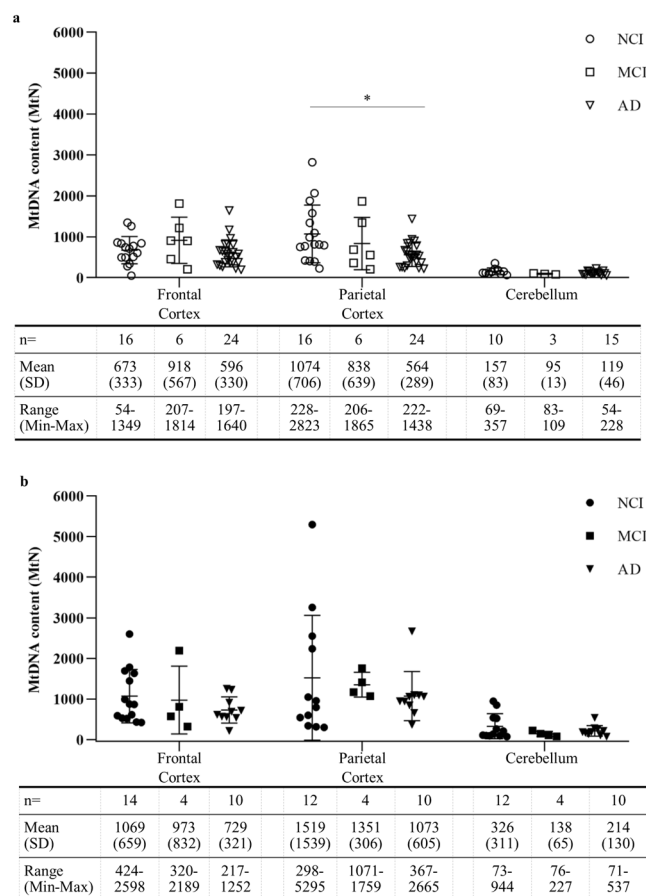 a
6000
5000
4000
3000
2000
1000
0
MtDNA content (MtN)
NCI
MCI
AD
*
Frontal Cortex
Parietal Cortex
Cerebellum
n= 16 6 24 16 6 24 10 3 15
Mean 673 918 596 1074 838 564 157 95 119
(SD) (333) (567) (330) (706) (639) (289) (83) (13) (46)
Range 54- 207- 197- 228- 206- 222- 69- 83- 54-
(Min-Max) 1349 1814 1640 2823 1865 1438 357 109 228
b
6000
5000
4000
3000
2000
1000
0
MtDNA content (MtN)
NCI
MCI
AD
Frontal Cortex
Parietal Cortex
Cerebellum
n= 14 4 10 12 4 10 12 4 10
Mean 1069 973 729 1519 1351 1073 326 138 214
(SD) (659) (832) (321) (1539) (306) (605) (311) (65) (130)
Range 424- 320- 217- 298- 1071- 367- 73- 76- 71-
(Min-Max) 2598 2189 1252 5295 1759 2665 944 227 537